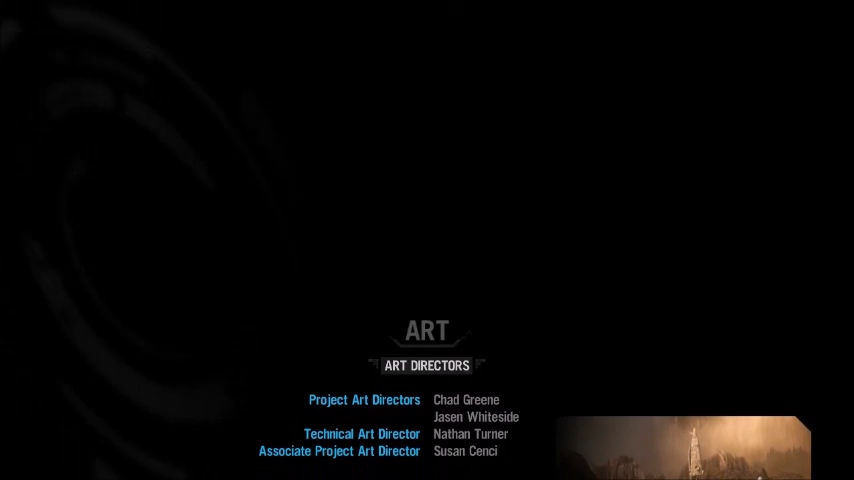 ART
ART DIRECTORS
Project Art Directors Chad Greene
Jasen Whiteside
Technical Art Director Nathan Turner
Associate Project Art Director Susan Cenci